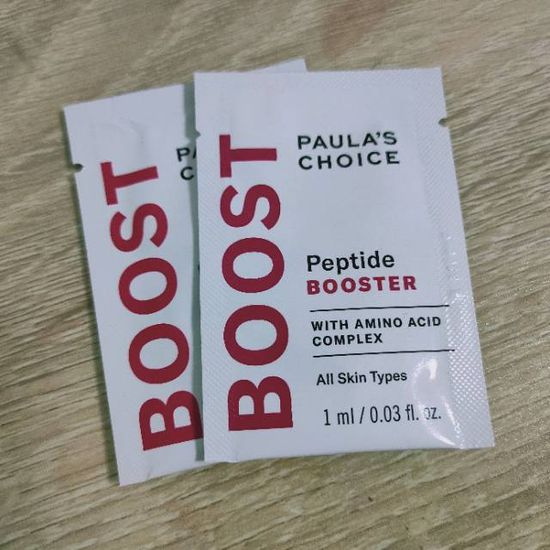 BOOST
PAULA'S
CHOICE
Peptide
BOOSTER
WITH AMINO ACID
COMPLEX
All Skin Types
1 ml / 0.03 fl. oz.
BOOST
PA
C